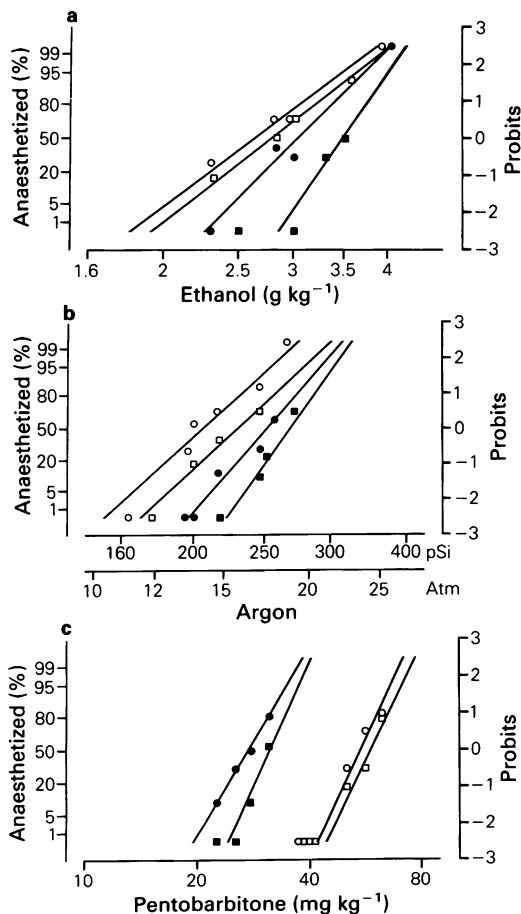 a
Anaesthetized (%)
99
95
80
50
20
5
1
3
2
1
0
−1
−2
−3
Probits
1.6 2 2.5 3 3.5 4
Ethanol (g kg⁻¹)
b
Anaesthetized (%)
99
95
80
50
20
5
1
3
2
1
0
−1
−2
−3
Probits
160 200 250 300 400 pSi
10 12 15 20 25 Atm
Argon
c
Anaesthetized (%)
99
95
80
50
20
5
1
3
2
1
0
−1
−2
−3
Probits
10 20 40 80
Pentobarbitone (mg kg⁻¹)